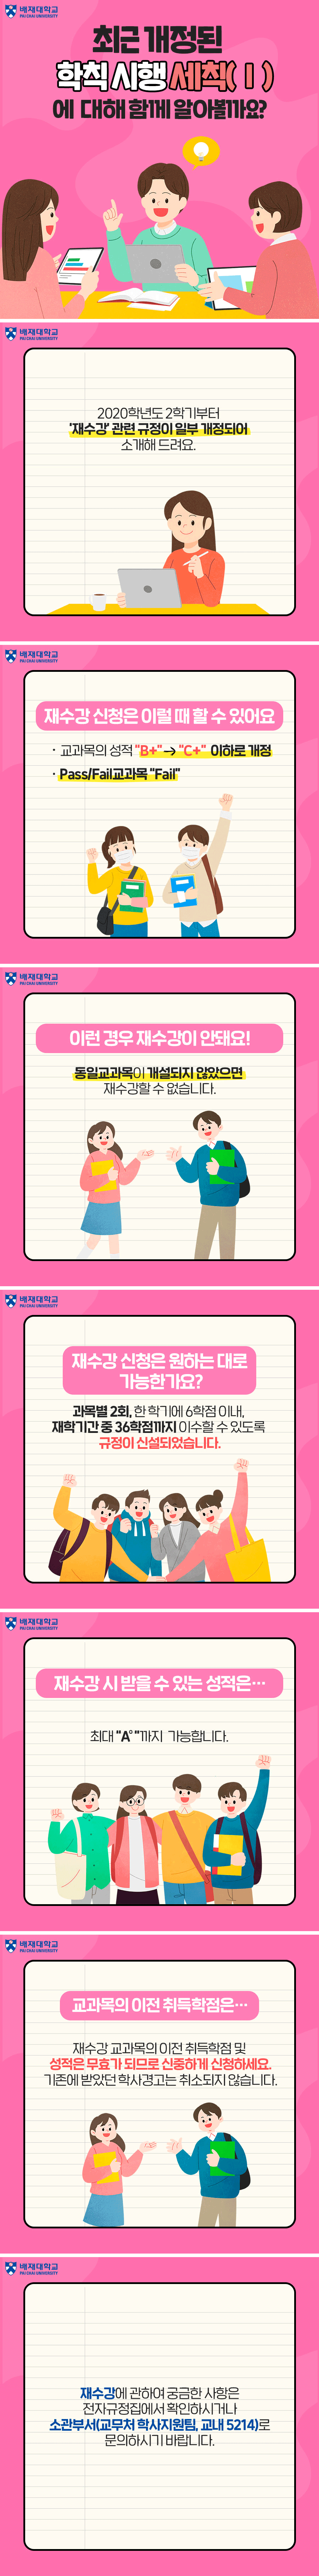 배재대학교
PAI CHAI UNIVERSITY
최근 개정된
학칙 시행 세칙(Ⅰ)
에 대해 함께 알아볼까요?
배재대학교
PAI CHAI UNIVERSITY
2020학년도 2학기부터
'재수강' 관련 규정이 일부 개정되어
소개해 드려요.
배재대학교
PAI CHAI UNIVERSITY
재수강 신청은 이럴 때 할 수 있어요
· 교과목의 성적 "B+" → "C+" 이하로 개정
· Pass/Fail교과목 "Fail"
배재대학교
PAI CHAI UNIVERSITY
이런 경우 재수강이 안돼요!
동일교과목이 개설되지 않았으면
재수강할 수 없습니다.
배재대학교
PAI CHAI UNIVERSITY
재수강 신청은 원하는 대로
가능한가요?
과목별 2회, 한 학기에 6학점 이내,
재학기간 중 36학점까지 이수할 수 있도록
규정이 신설되었습니다.
배재대학교
PAI CHAI UNIVERSITY
재수강 시 받을 수 있는 성적은…
최대 "A⁰"까지 가능합니다.
배재대학교
PAI CHAI UNIVERSITY
교과목의 이전 취득학점은…
재수강 교과목의 이전 취득학점 및
성적은 무효가 되므로 신중하게 신청하세요.
기존에 받았던 학사경고는 취소되지 않습니다.
배재대학교
PAI CHAI UNIVERSITY
재수강에 관하여 궁금한 사항은
전자규정집에서 확인하시거나
소관부서(교무처 학사지원팀, 교내 5214)로
문의하시기 바랍니다.